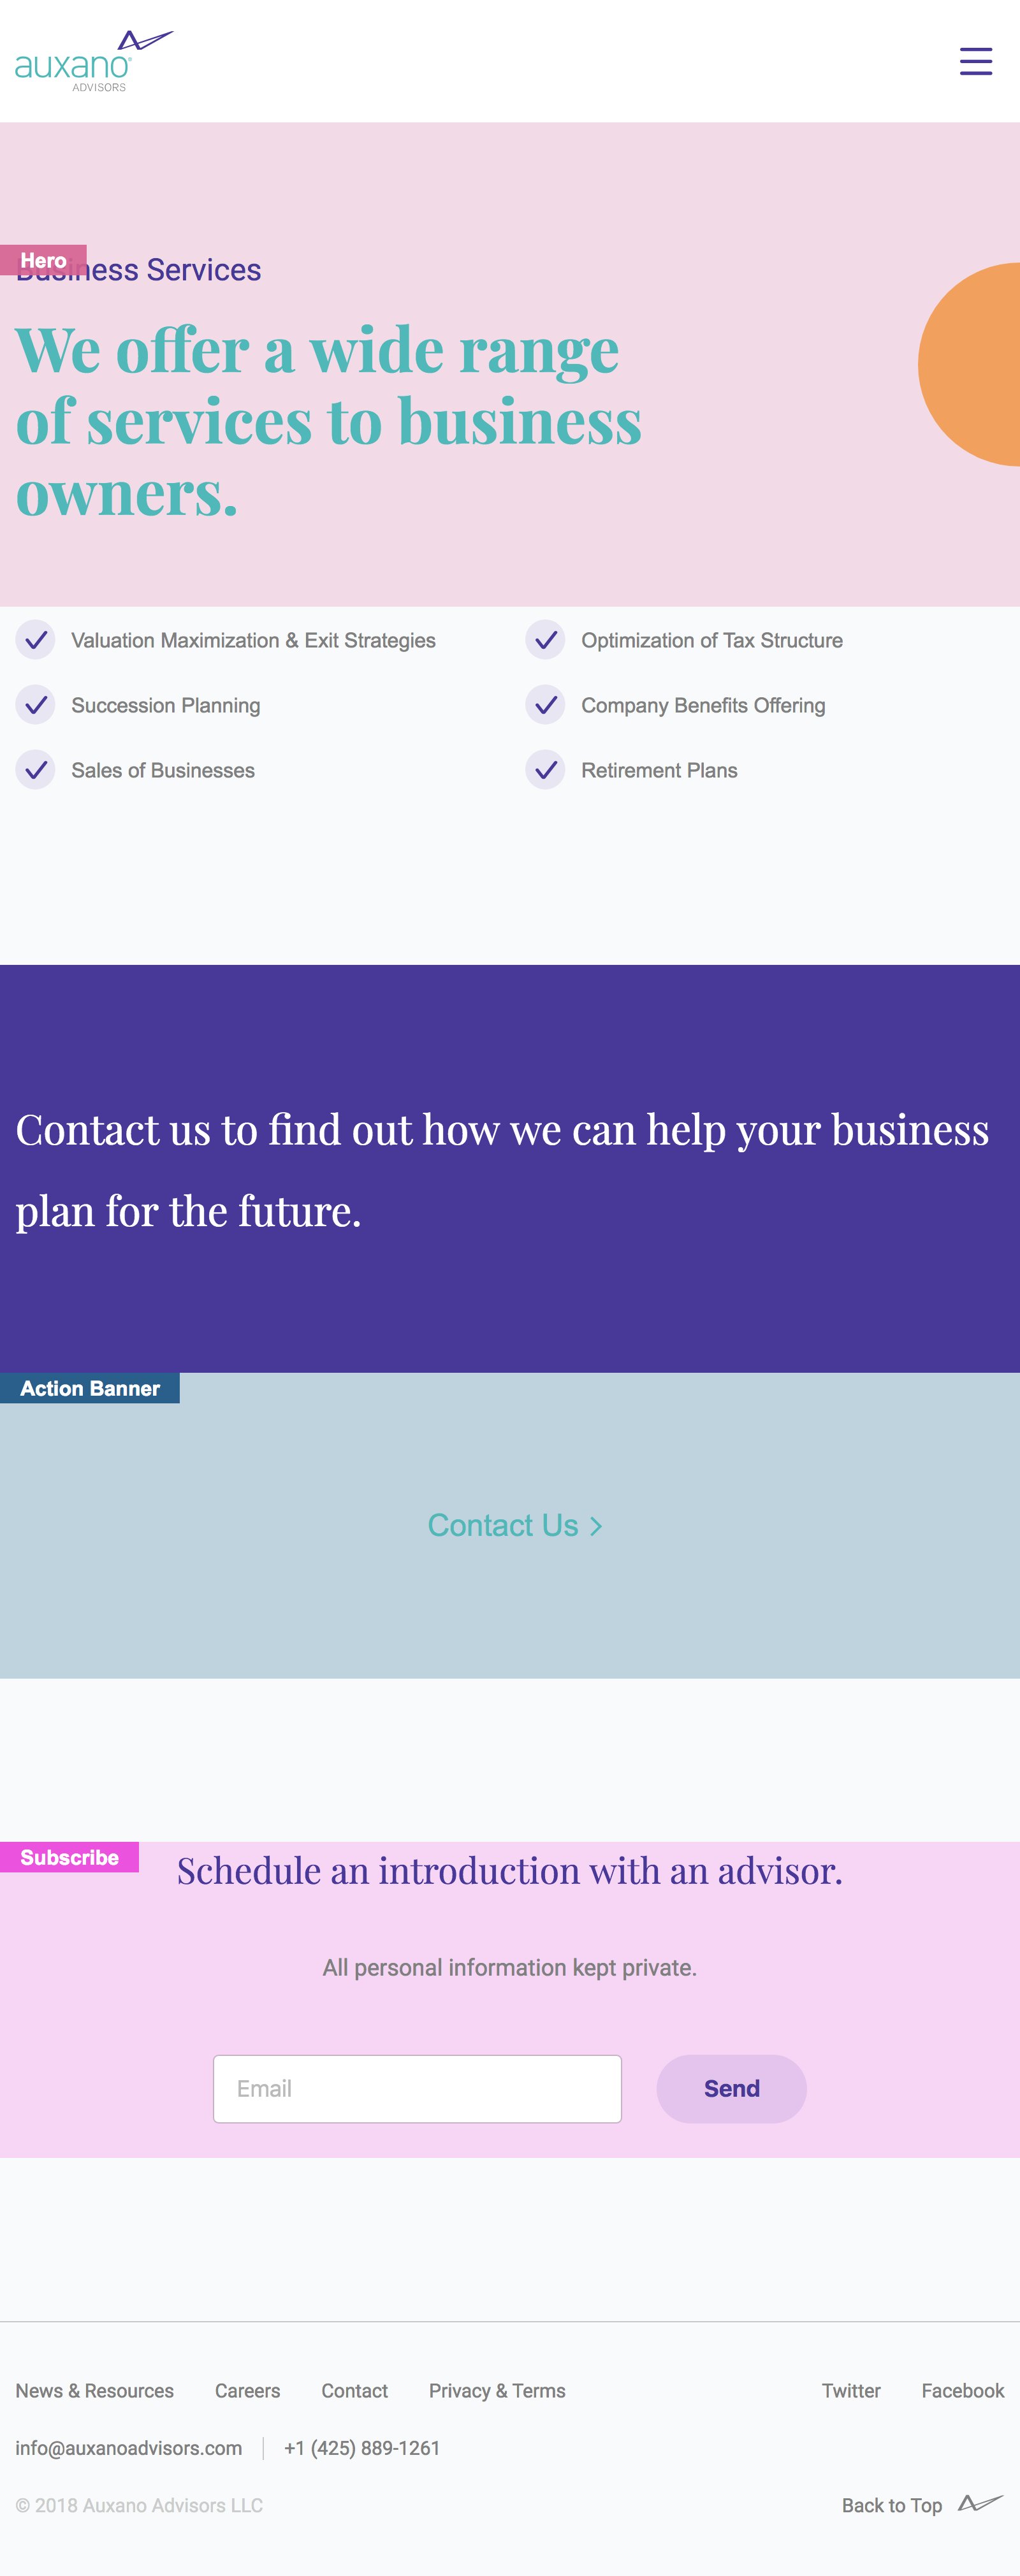 auxano®
ADVISORS
Hero
Business Services
We offer a wide range
of services to business
owners.
Valuation Maximization & Exit Strategies
Optimization of Tax Structure
Succession Planning
Company Benefits Offering
Sales of Businesses
Retirement Plans
Contact us to find out how we can help your business
plan for the future.
Action Banner
Contact Us >
Subscribe
Schedule an introduction with an advisor.
All personal information kept private.
Email
Send
News & Resources Careers Contact Privacy & Terms Twitter Facebook
info@auxanoadvisors.com +1 (425) 889-1261
© 2018 Auxano Advisors LLC Back to Top